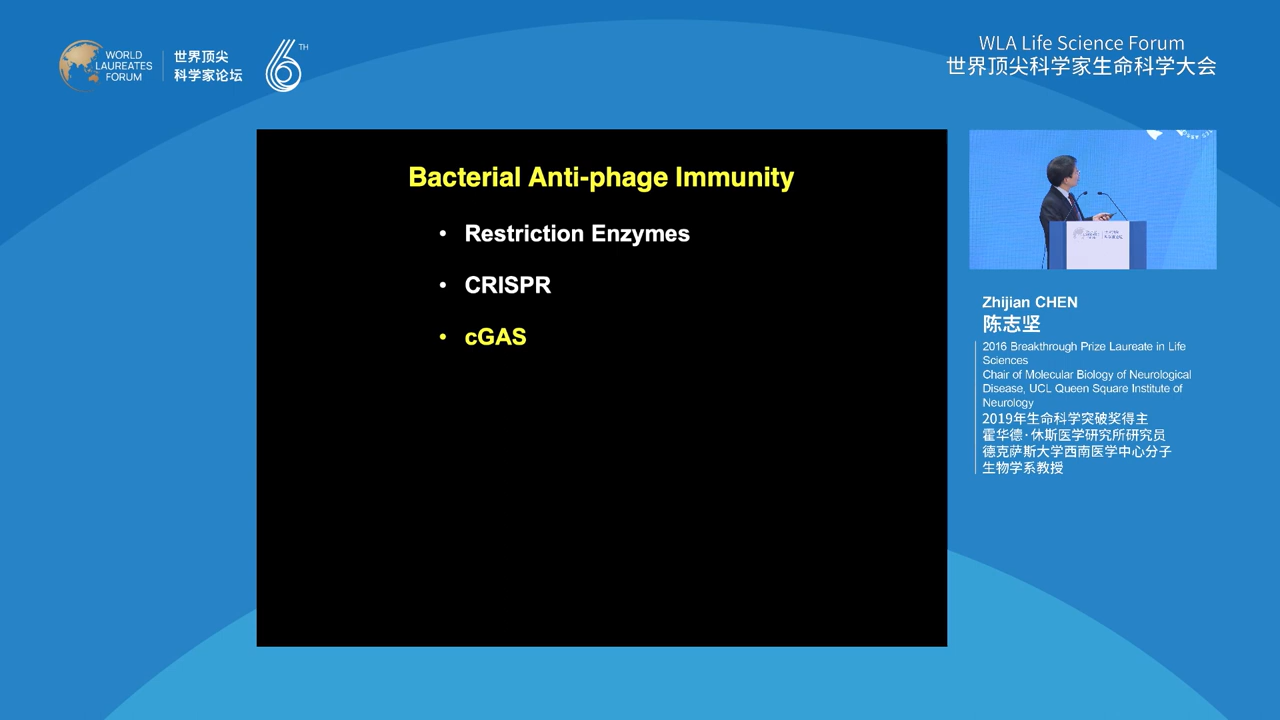 WORLD
LAUREATES
FORUM
世界顶尖
科学家论坛
6TH
WLA Life Science Forum
世界顶尖科学家生命科学大会
Bacterial Anti-phage Immunity
• Restriction Enzymes
• CRISPR
• cGAS
Zhijian CHEN
陈志坚
2016 Breakthrough Prize Laureate in Life
Sciences
Chair of Molecular Biology of Neurological
Disease, UCL Queen Square Institute of
Neurology
2019年生命科学突破奖得主
霍华德·休斯医学研究所研究员
德克萨斯大学西南医学中心分子
生物学系教授